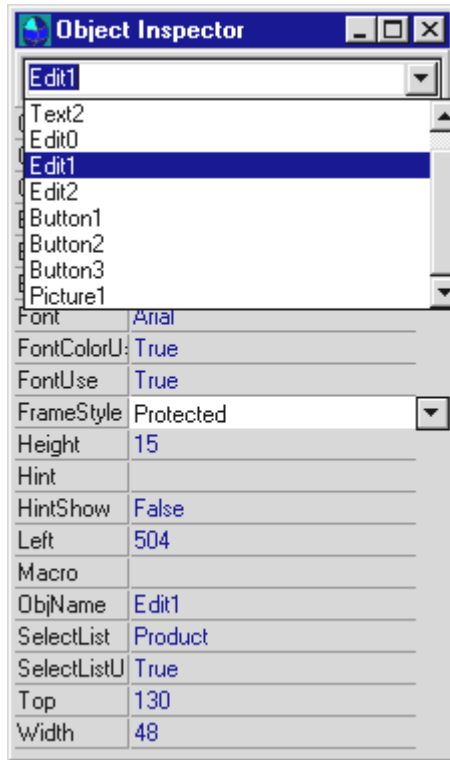 Object Inspector
Edit1
Text2
Edit0
Edit1
Edit2
Button1
Button2
Button3
Picture1
Font Arial
FontColorU: True
FontUse True
FrameStyle Protected
Height 15
Hint
HintShow False
Left 504
Macro
ObjName Edit1
SelectList Product
SelectListU True
Top 130
Width 48